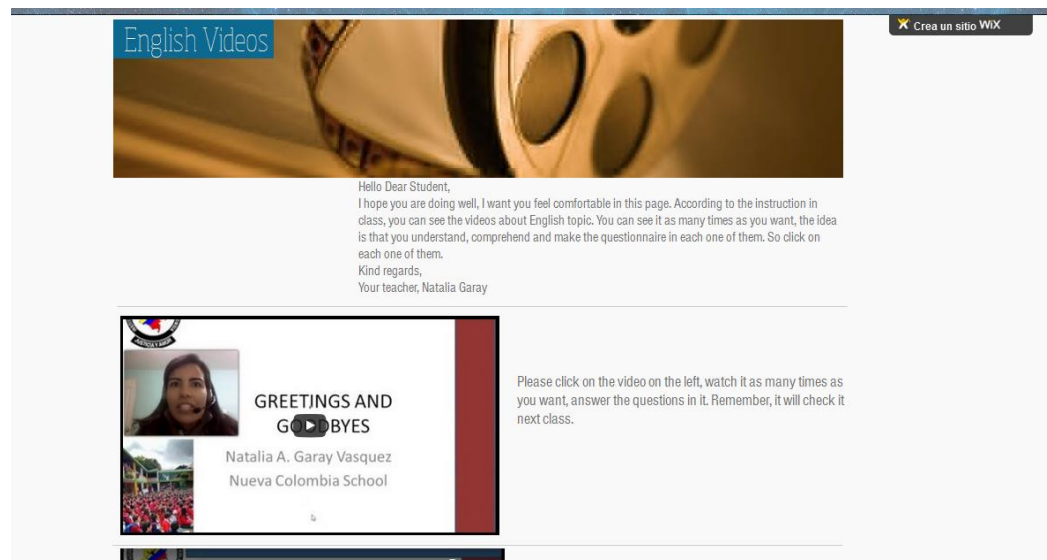 English Videos
Crea un sitio WiX
Hello Dear Student,
I hope you are doing well, I want you feel comfortable in this page. According to the instruction in
class, you can see the videos about English topic. You can see it as many times as you want, the idea
is that you understand, comprehend and make the questionnaire in each one of them. So click on
each one of them.
Kind regards,
Your teacher, Natalia Garay
JUSTICIA Y AMOR
GREETINGS AND
GOODBYES
Natalia A. Garay Vasquez
Nueva Colombia School
Please click on the video on the left, watch it as many times as
you want, answer the questions in it. Remember, it will check it
next class.